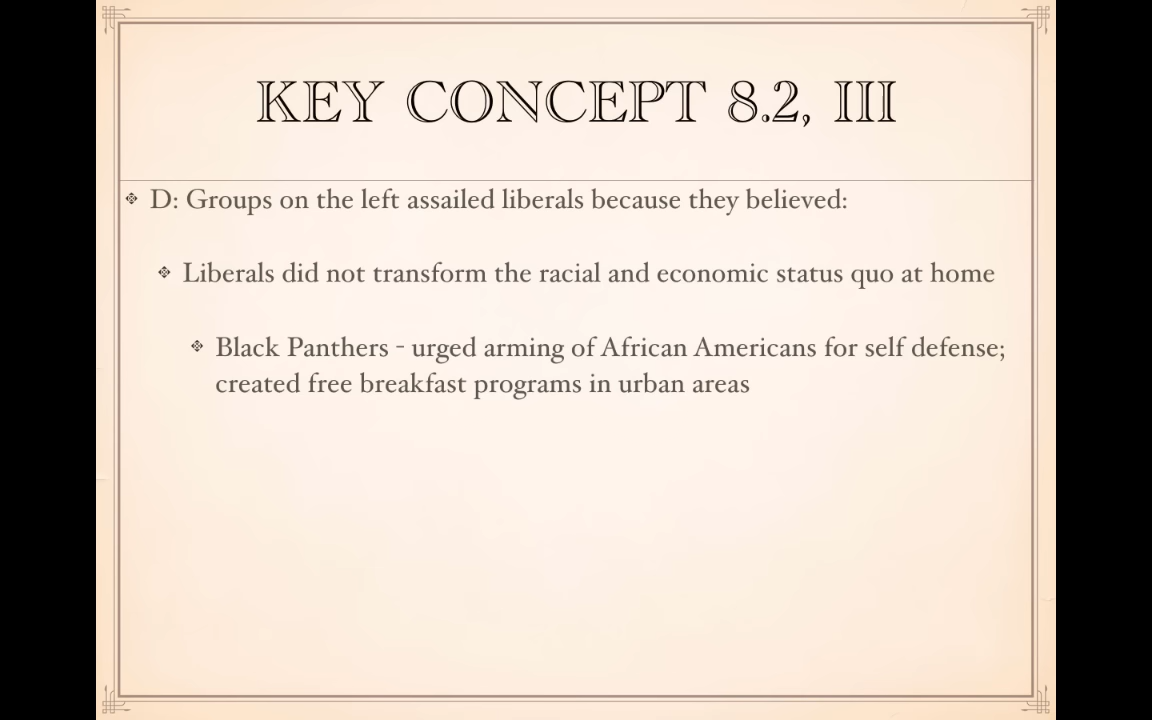 KEY CONCEPT 8.2, III
D: Groups on the left assailed liberals because they believed:
Liberals did not transform the racial and economic status quo at home
Black Panthers - urged arming of African Americans for self defense;
created free breakfast programs in urban areas